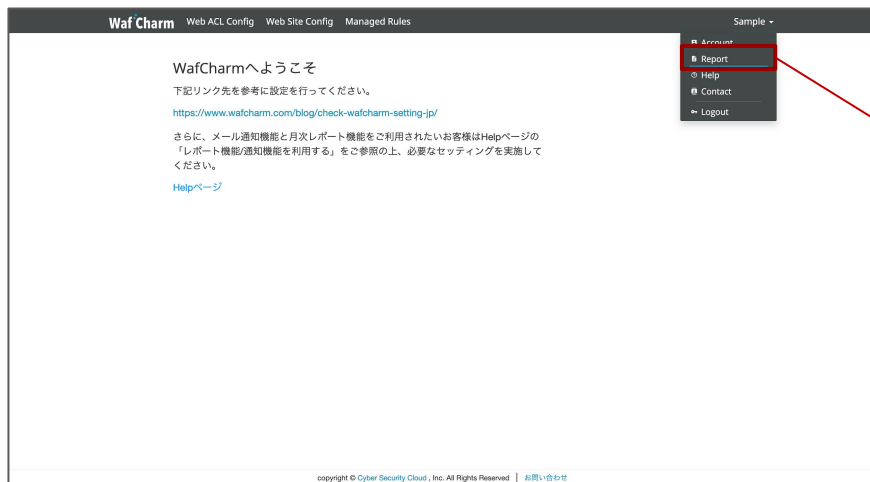 WafCharm Web ACL Config Web Site Config Managed Rules Sample
Account
Report
Help
Contact
Logout
WafCharmへようこそ
下記リンク先を参考に設定を行ってください。
https://www.wafcharm.com/blog/check-wafcharm-setting-jp/
さらに、メール通知機能と月次レポート機能をご利用されたいお客様はHelpページの
「レポート機能/通知機能を利用する」をご参照の上、必要なセッティングを実施して
ください。
Helpページ
copyright © Cyber Security Cloud , Inc. All Rights Reserved | お問い合わせ